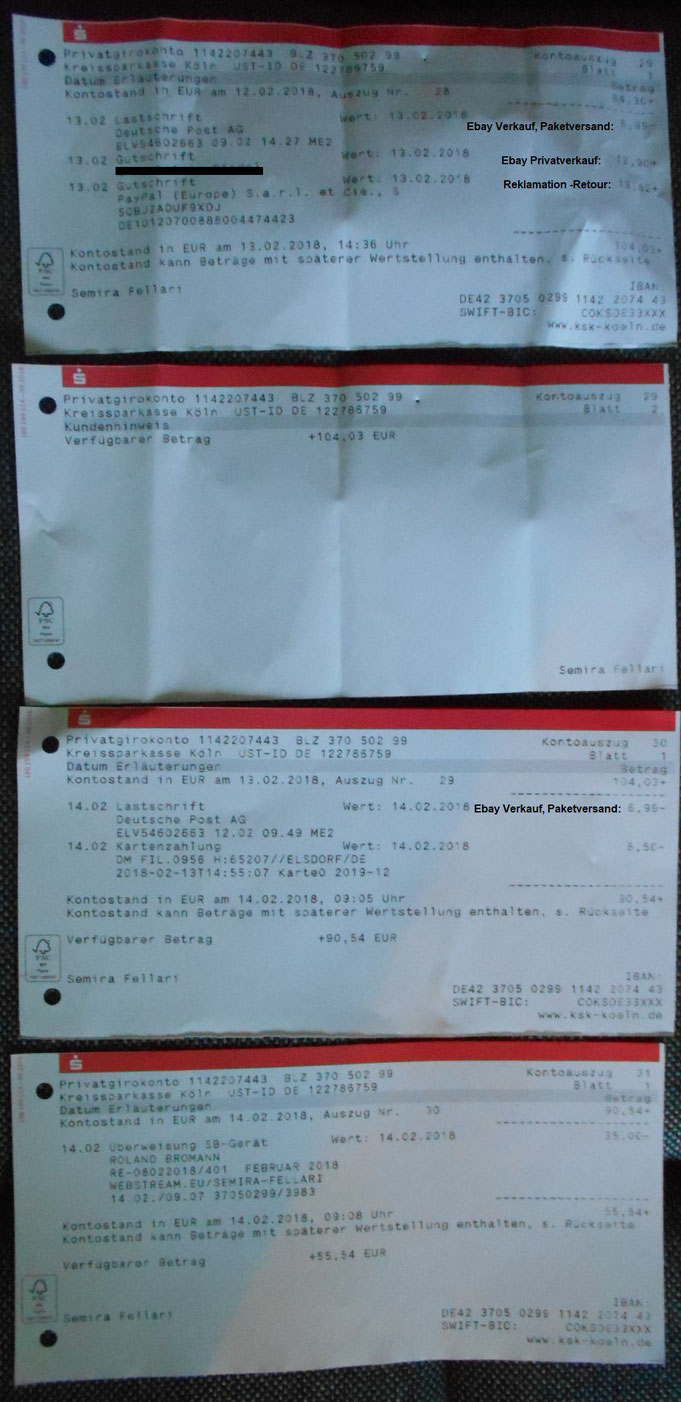 Privatgirokonto 1142207443 BLZ 370 502 99 Kontoauszug 29
Kreissparkasse Köln UST-ID DE 122786759 Blatt 1
Datum Erläuterungen Betrag
Kontostand in EUR am 12.02.2018, Auszug Nr. 28 84,30+
13.02 Lastschrift Wert: 13.02.2018 Ebay Verkauf, Paketversand: 6,99-
Deutsche Post AG
ELV54602663 09.02 14.27 ME2
13.02 Gutschrift Wert: 13.02.2018 Ebay Privatverkauf: 12,90+
13.02 Gutschrift Wert: 13.02.2018 Reklamation -Retour: 13,82+
PayPal (Europe) S.a.r.l. et Cie., S
5QBJ2ADUF9XDJ
DE10120700888004474423
Kontostand in EUR am 13.02.2018, 14:36 Uhr 104,03+
Kontostand kann Beträge mit späterer Wertstellung enthalten, s. Rückseite
FSC
Semira Fellari IBAN:
DE42 3705 0299 1142 2074 43
SWIFT-BIC: COKSDE33XXX
www.ksk-koeln.de
Privatgirokonto 1142207443 BLZ 370 502 99 Kontoauszug 29
Kreissparkasse Köln UST-ID DE 122786759 Blatt 2
Kundenhinweis
Verfügbarer Betrag +104,03 EUR
FSC
Semira Fellari
Privatgirokonto 1142207443 BLZ 370 502 99 Kontoauszug 30
Kreissparkasse Köln UST-ID DE 122786759 Blatt 1
Datum Erläuterungen Betrag
Kontostand in EUR am 13.02.2018, Auszug Nr. 29 104,03+
14.02 Lastschrift Wert: 14.02.2018 Ebay Verkauf, Paketversand: 6,99-
Deutsche Post AG
ELV54602663 12.02 09.49 ME2
14.02 Kartenzahlung Wert: 14.02.2018 6,50-
DM FIL.0956 H:65207//ELSDORF/DE
2018-02-13T14:55:07 Karte0 2019-12
Kontostand in EUR am 14.02.2018, 09:05 Uhr 90,54+
Kontostand kann Beträge mit späterer Wertstellung enthalten, s. Rückseite
Verfügbarer Betrag +90,54 EUR
FSC
Semira Fellari IBAN:
DE42 3705 0299 1142 2074 43
SWIFT-BIC: COKSDE33XXX
www.ksk-koeln.de
Privatgirokonto 1142207443 BLZ 370 502 99 Kontoauszug 31
Kreissparkasse Köln UST-ID DE 122786759 Blatt 1
Datum Erläuterungen Betrag
Kontostand in EUR am 14.02.2018, Auszug Nr. 30 90,54+
14.02 Überweisung SB-Gerät Wert: 14.02.2018 35,00-
ROLAND BROMANN
RE-08022018/401 FEBRUAR 2018
WEBSTREAM.EU/SEMIRA-FELLARI
14.02./09.07 37050299/3983
Kontostand in EUR am 14.02.2018, 09:08 Uhr 55,54+
Kontostand kann Beträge mit späterer Wertstellung enthalten, s. Rückseite
Verfügbarer Betrag +55,54 EUR
Semira Fellari IBAN:
DE42 3705 0299 1142 2074 43
SWIFT-BIC: COKSDE33XXX
www.ksk-koeln.de